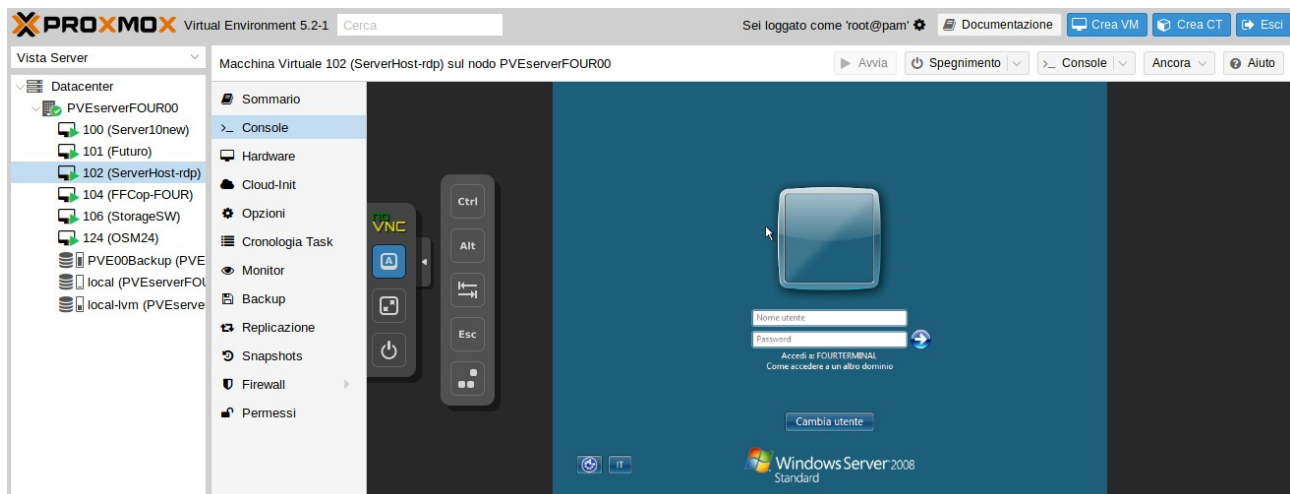 PROXMOX Virtual Environment 5.2-1 Cerca Sei loggato come 'root@pam' Documentazione Crea VM Crea CT Esci
Vista Server
Macchina Virtuale 102 (ServerHost-rdp) sul nodo PVEserverFOUR00 Avvia Spegnimento >_ Console Ancora Aiuto
Datacenter
PVEserverFOUR00
100 (Server10new)
101 (Futuro)
102 (ServerHost-rdp)
104 (FFCop-FOUR)
106 (StorageSW)
124 (OSM24)
PVE00Backup (PVE
local (PVEserverFOU
local-lvm (PVEserve
Sommario
>_ Console
Hardware
Cloud-Init
Opzioni
Cronologia Task
Monitor
Backup
Replicazione
Snapshots
Firewall
Permessi
no
VNC
A
Ctrl
Alt
Esc
Nome utente
Password
Accedi a: FOURTERMINAL
Come accedere a un altro dominio
Cambia utente
IT
Windows Server 2008
Standard